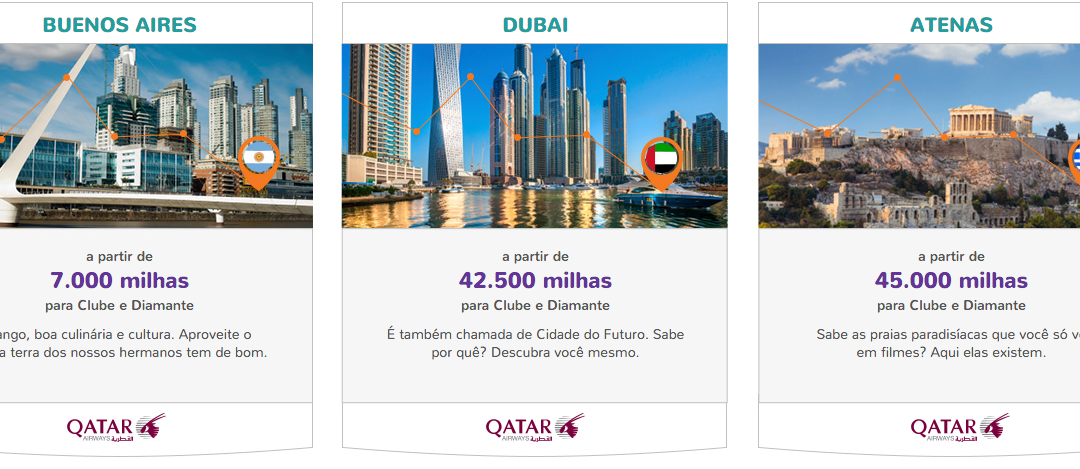 BUENOS AIRES
a partir de
7.000 milhas
para Clube e Diamante
boa culinária e cultura. Aproveite o
a terra dos nossos hermanos tem de bom.
QATAR
AIRWAYS القطرية
DUBAI
a partir de
42.500 milhas
para Clube e Diamante
É também chamada de Cidade do Futuro. Sabe
por quê? Descubra você mesmo.
QATAR
AIRWAYS القطرية
ATENAS
a partir de
45.000 milhas
para Clube e Diamante
Sabe as praias paradisíacas que você só
em filmes? Aqui elas existem.
QATAR
AIRWAYS القطرية